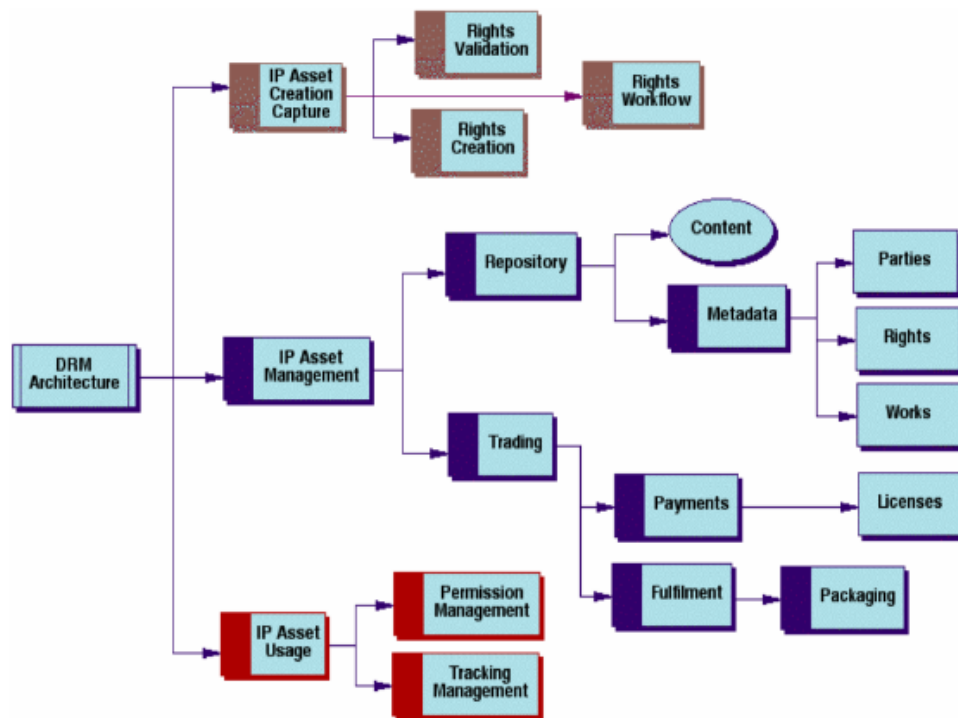 Rights
Validation
IP Asset
Creation
Capture
Rights
Workflow
Rights
Creation
Content
Repository
Parties
Metadata
Rights
DRM
Architecture
IP Asset
Management
Works
Trading
Payments
Licenses
Fulfilment
Packaging
Permission
Management
IP Asset
Usage
Tracking
Management